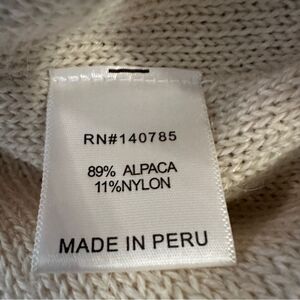 RN#140785
89% ALPACA
11%NYLON
MADE IN PERU